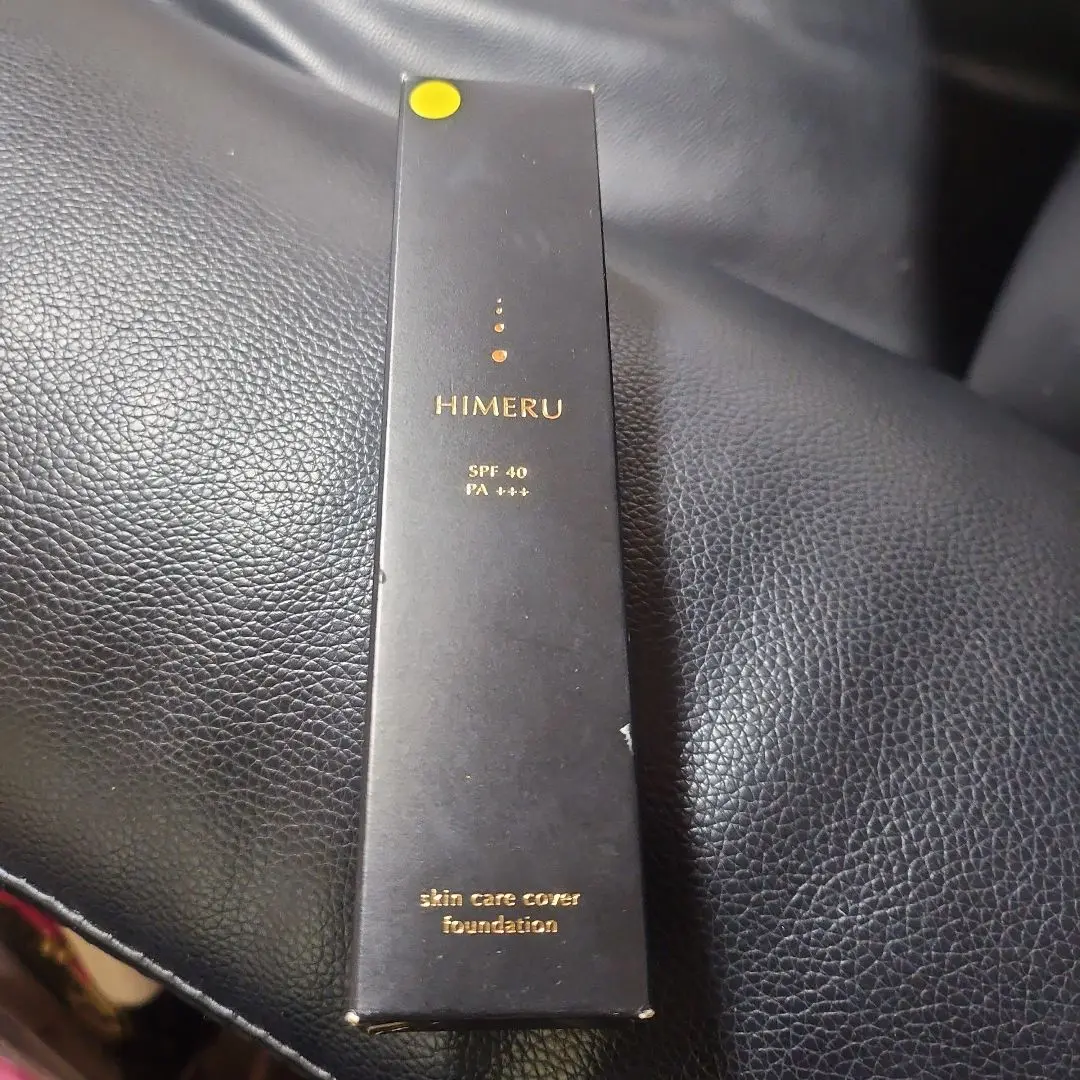 HIMERU
SPF 40
PA +++
skin care cover
foundation